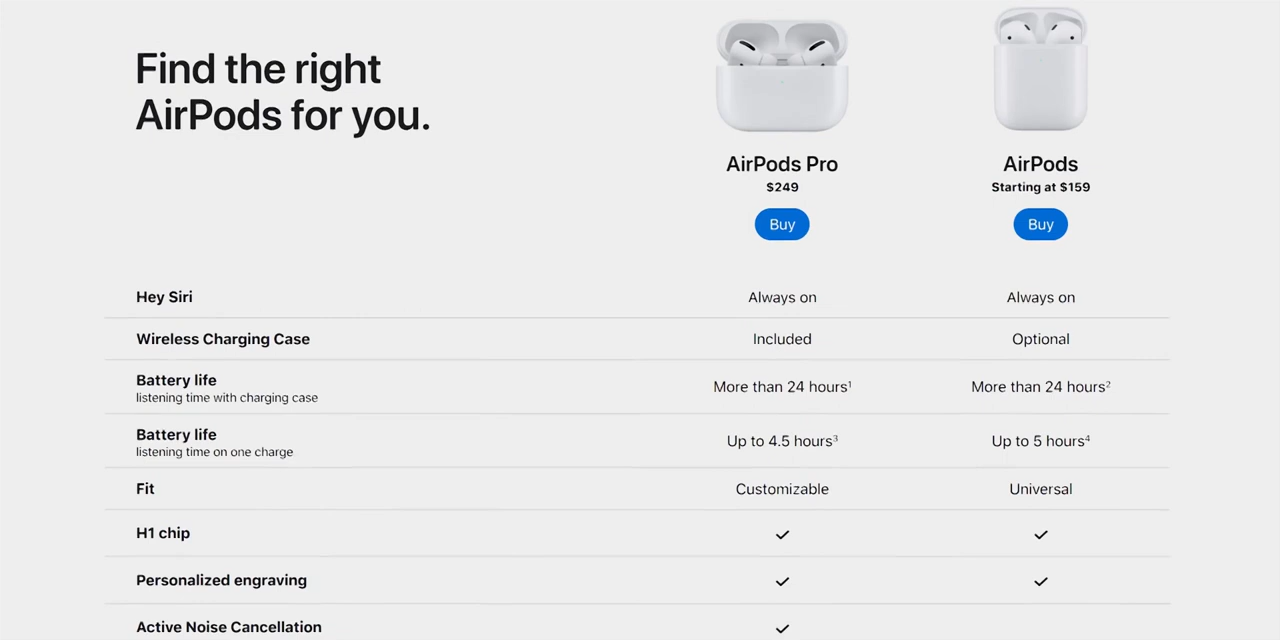 Find the right
AirPods for you.
AirPods Pro
$249
Buy
AirPods
Starting at $159
Buy
Hey Siri Always on Always on
Wireless Charging Case Included Optional
Battery life
listening time with charging case
More than 24 hours¹ More than 24 hours²
Battery life
listening time on one charge
Up to 4.5 hours³ Up to 5 hours⁴
Fit Customizable Universal
H1 chip ✓ ✓
Personalized engraving ✓ ✓
Active Noise Cancellation ✓